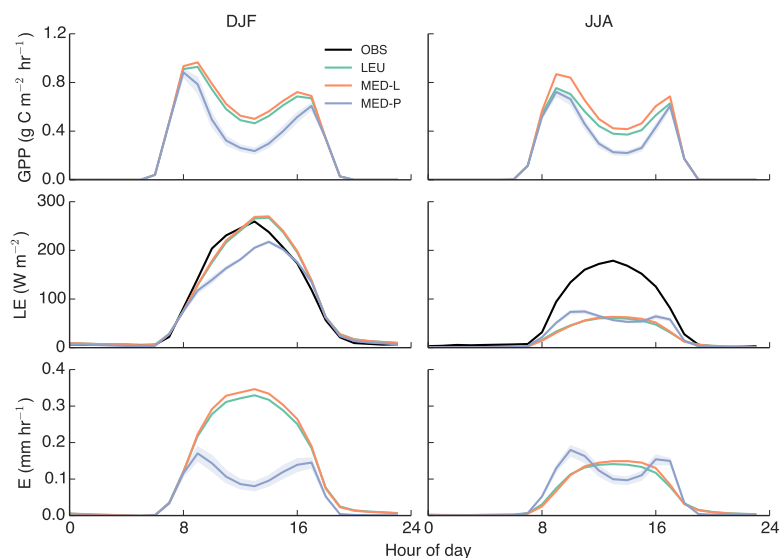 DJF
JJA
1.2
0.8
0.4
0.0
GPP (g C m−2 hr−1)
OBS
LEU
MED-L
MED-P
300
200
100
0
LE (W m−2)
0.4
0.3
0.2
0.1
0.0
E (mm hr−1)
0 8 16 24
0 8 16 24
Hour of day